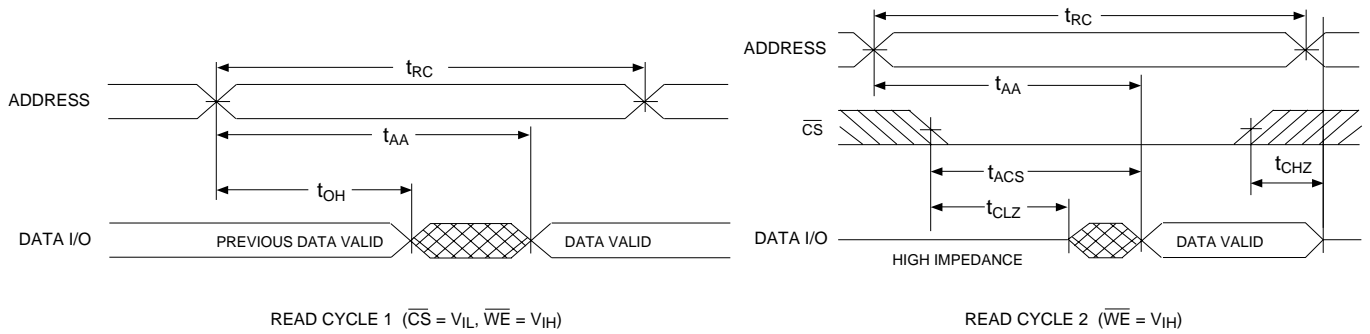 tRC
ADDRESS
tAA
tOH
DATA I/O
PREVIOUS DATA VALID
DATA VALID
READ CYCLE 1 (CS = VIL, WE = VIH)
tRC
ADDRESS
tAA
CS
tACS
tCHZ
tCLZ
DATA I/O
DATA VALID
HIGH IMPEDANCE
READ CYCLE 2 (WE = VIH)